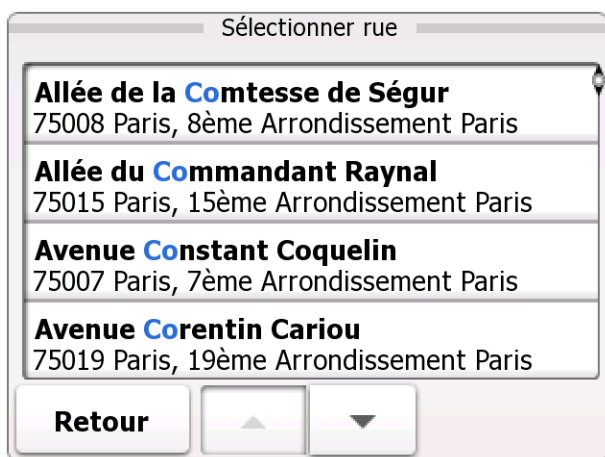 Sélectionner rue
Allée de la Comtesse de Ségur
75008 Paris, 8ème Arrondissement Paris
Allée du Commandant Raynal
75015 Paris, 15ème Arrondissement Paris
Avenue Constant Coquelin
75007 Paris, 7ème Arrondissement Paris
Avenue Corentin Cariou
75019 Paris, 19ème Arrondissement Paris
Retour